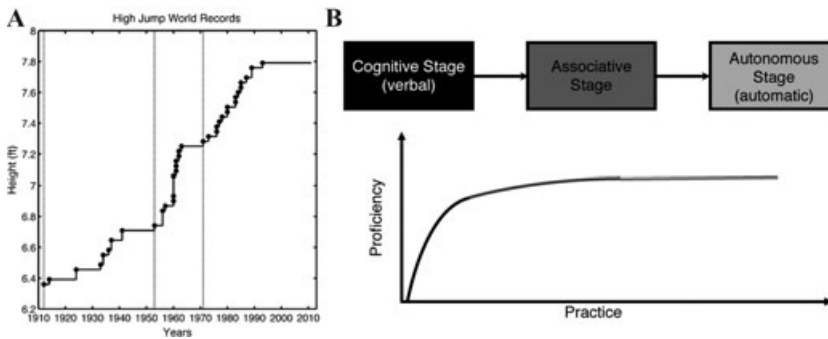 A
High Jump World Records
Height (ft)
8
7.8
7.6
7.4
7.2
7
6.8
6.6
6.4
6.2
1910 1920 1930 1940 1950 1960 1970 1980 1990 2000 2010
Years
B
Cognitive Stage
(verbal)
Associative
Stage
Autonomous
Stage
(automatic)
Proficiency
Practice